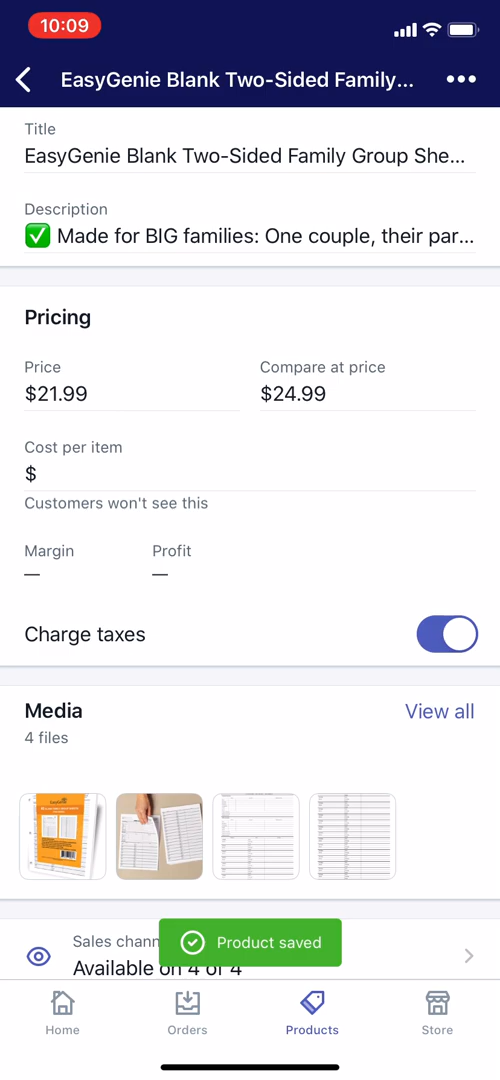 10:09
EasyGenie Blank Two-Sided Family...
Title
EasyGenie Blank Two-Sided Family Group She...
Description
✅ Made for BIG families: One couple, their par...
Pricing
Price
Compare at price
$21.99
$24.99
Cost per item
$
Customers won't see this
Margin
Profit
—
—
Charge taxes
Media
View all
4 files
Sales chann
Product saved
Available on 4 of 4
Home
Orders
Products
Store